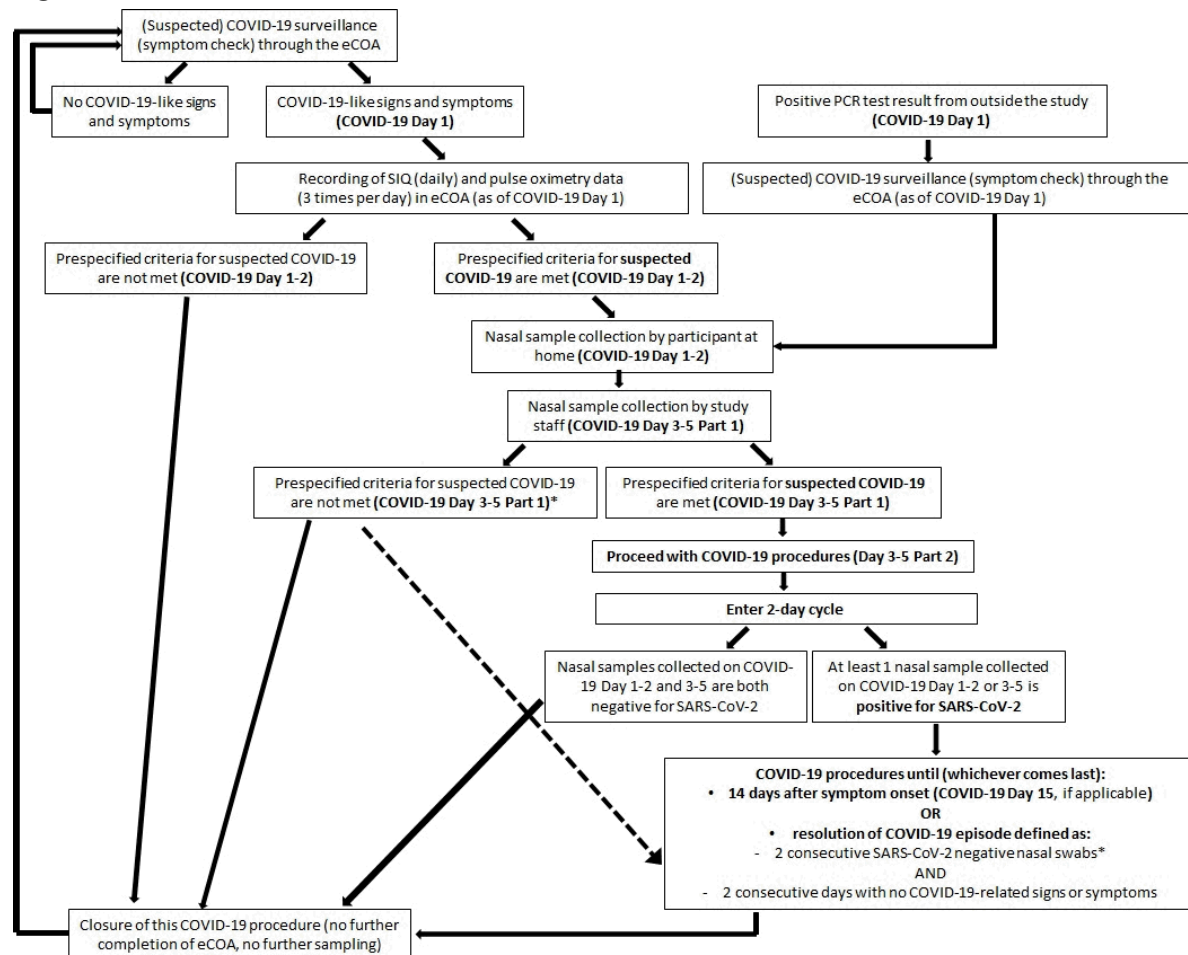 (Suspected) COVID-19 surveillance
(symptom check) through the eCOA
No COVID-19-like signs
and symptoms
COVID-19-like signs and symptoms
(COVID-19 Day 1)
Positive PCR test result from outside the study
(COVID-19 Day 1)
Recording of SIQ (daily) and pulse oximetry data
(3 times per day) in eCOA (as of COVID-19 Day 1)
(Suspected) COVID-19 surveillance (symptom check) through the
eCOA (as of COVID-19 Day 1)
Prespecified criteria for suspected COVID-19
are not met (COVID-19 Day 1-2)
Prespecified criteria for suspected
COVID-19 are met (COVID-19 Day 1-2)
Nasal sample collection by participant at
home (COVID-19 Day 1-2)
Nasal sample collection by study
staff (COVID-19 Day 3-5 Part 1)
Prespecified criteria for suspected COVID-19
are not met (COVID-19 Day 3-5 Part 1)*
Prespecified criteria for suspected COVID-19
are met (COVID-19 Day 3-5 Part 1)
Proceed with COVID-19 procedures (Day 3-5 Part 2)
Enter 2-day cycle
Nasal samples collected on COVID-
19 Day 1-2 and 3-5 are both
negative for SARS-CoV-2
At least 1 nasal sample collected
on COVID-19 Day 1-2 or 3-5 is
positive for SARS-CoV-2
COVID-19 procedures until (whichever comes last):
• 14 days after symptom onset (COVID-19 Day 15, if applicable)
OR
• resolution of COVID-19 episode defined as:
- 2 consecutive SARS-CoV-2 negative nasal swabs*
AND
- 2 consecutive days with no COVID-19-related signs or symptoms
Closure of this COVID-19 procedure (no further
completion of eCOA, no further sampling)